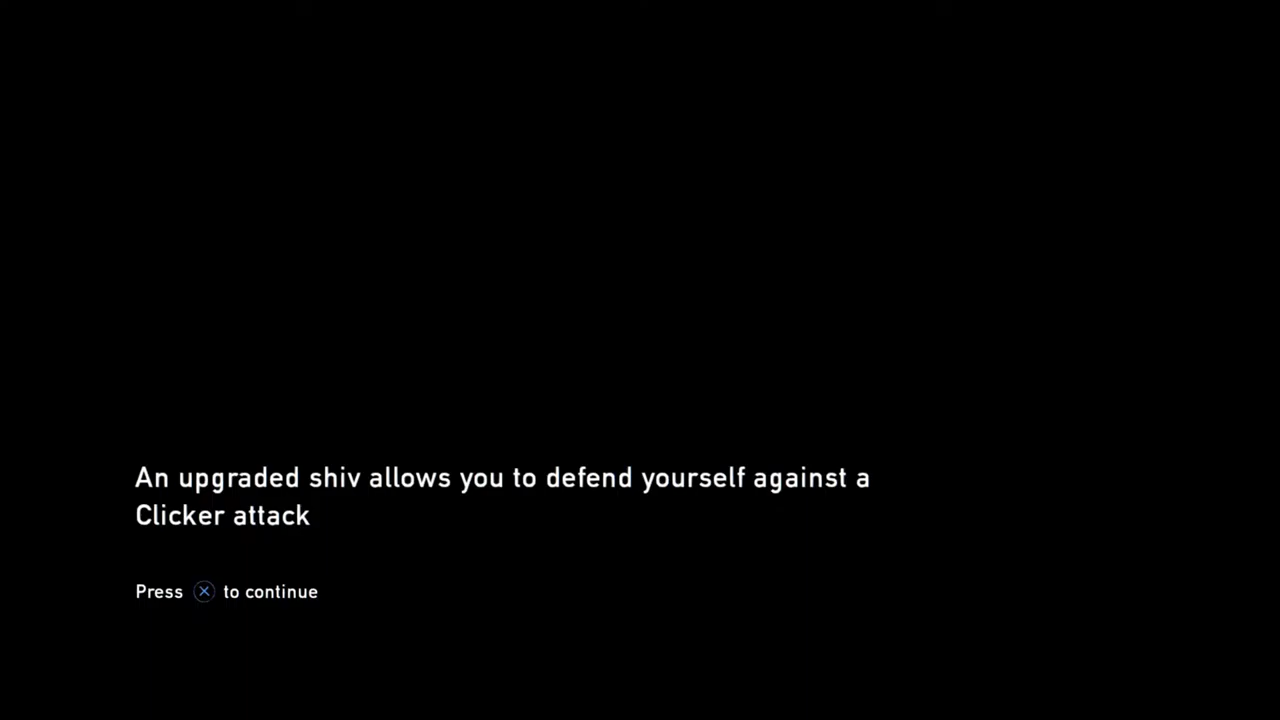 An upgraded shiv allows you to defend yourself against a
Clicker attack
Press ⓧ to continue